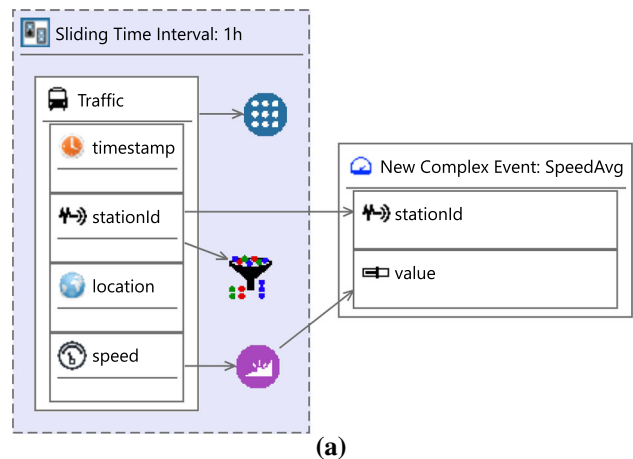 Sliding Time Interval: 1h
Traffic
timestamp
stationId
location
speed
New Complex Event: SpeedAvg
stationId
value
(a)